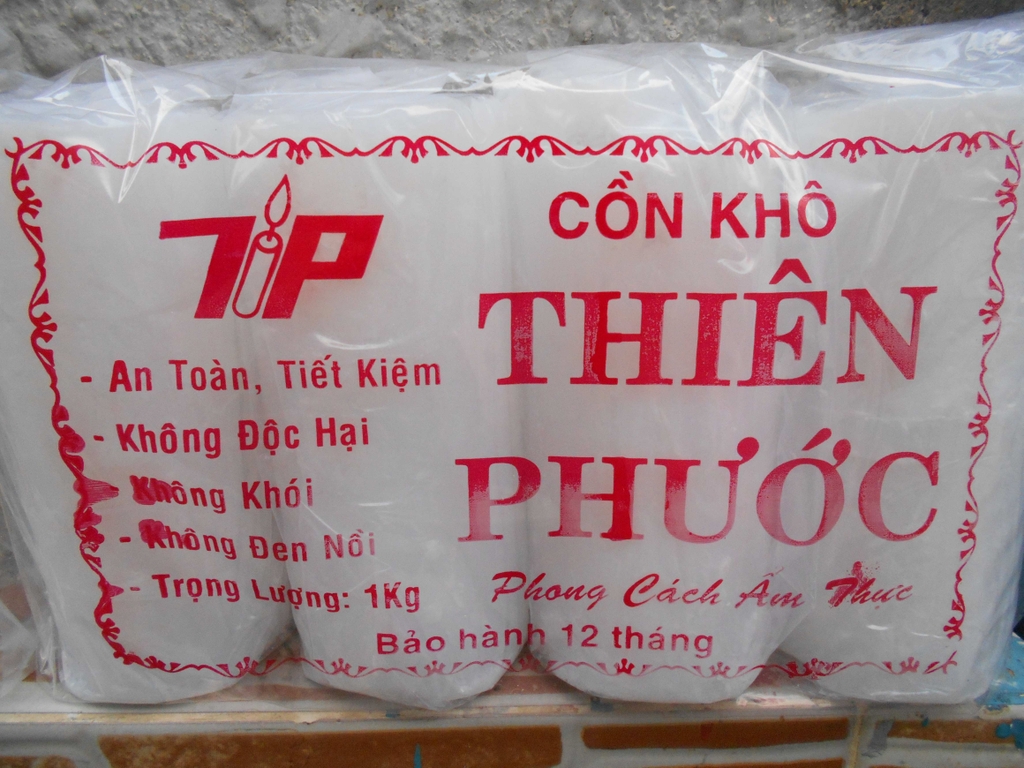 TP
CỒN KHÔ
THIÊN
PHƯỚC
- An Toàn, Tiết Kiệm
- Không Độc Hại
- Không Khói
- Không Đen Nồi
- Trọng Lượng: 1Kg
Phong Cách Ẩm Thực
Bảo hành 12 tháng